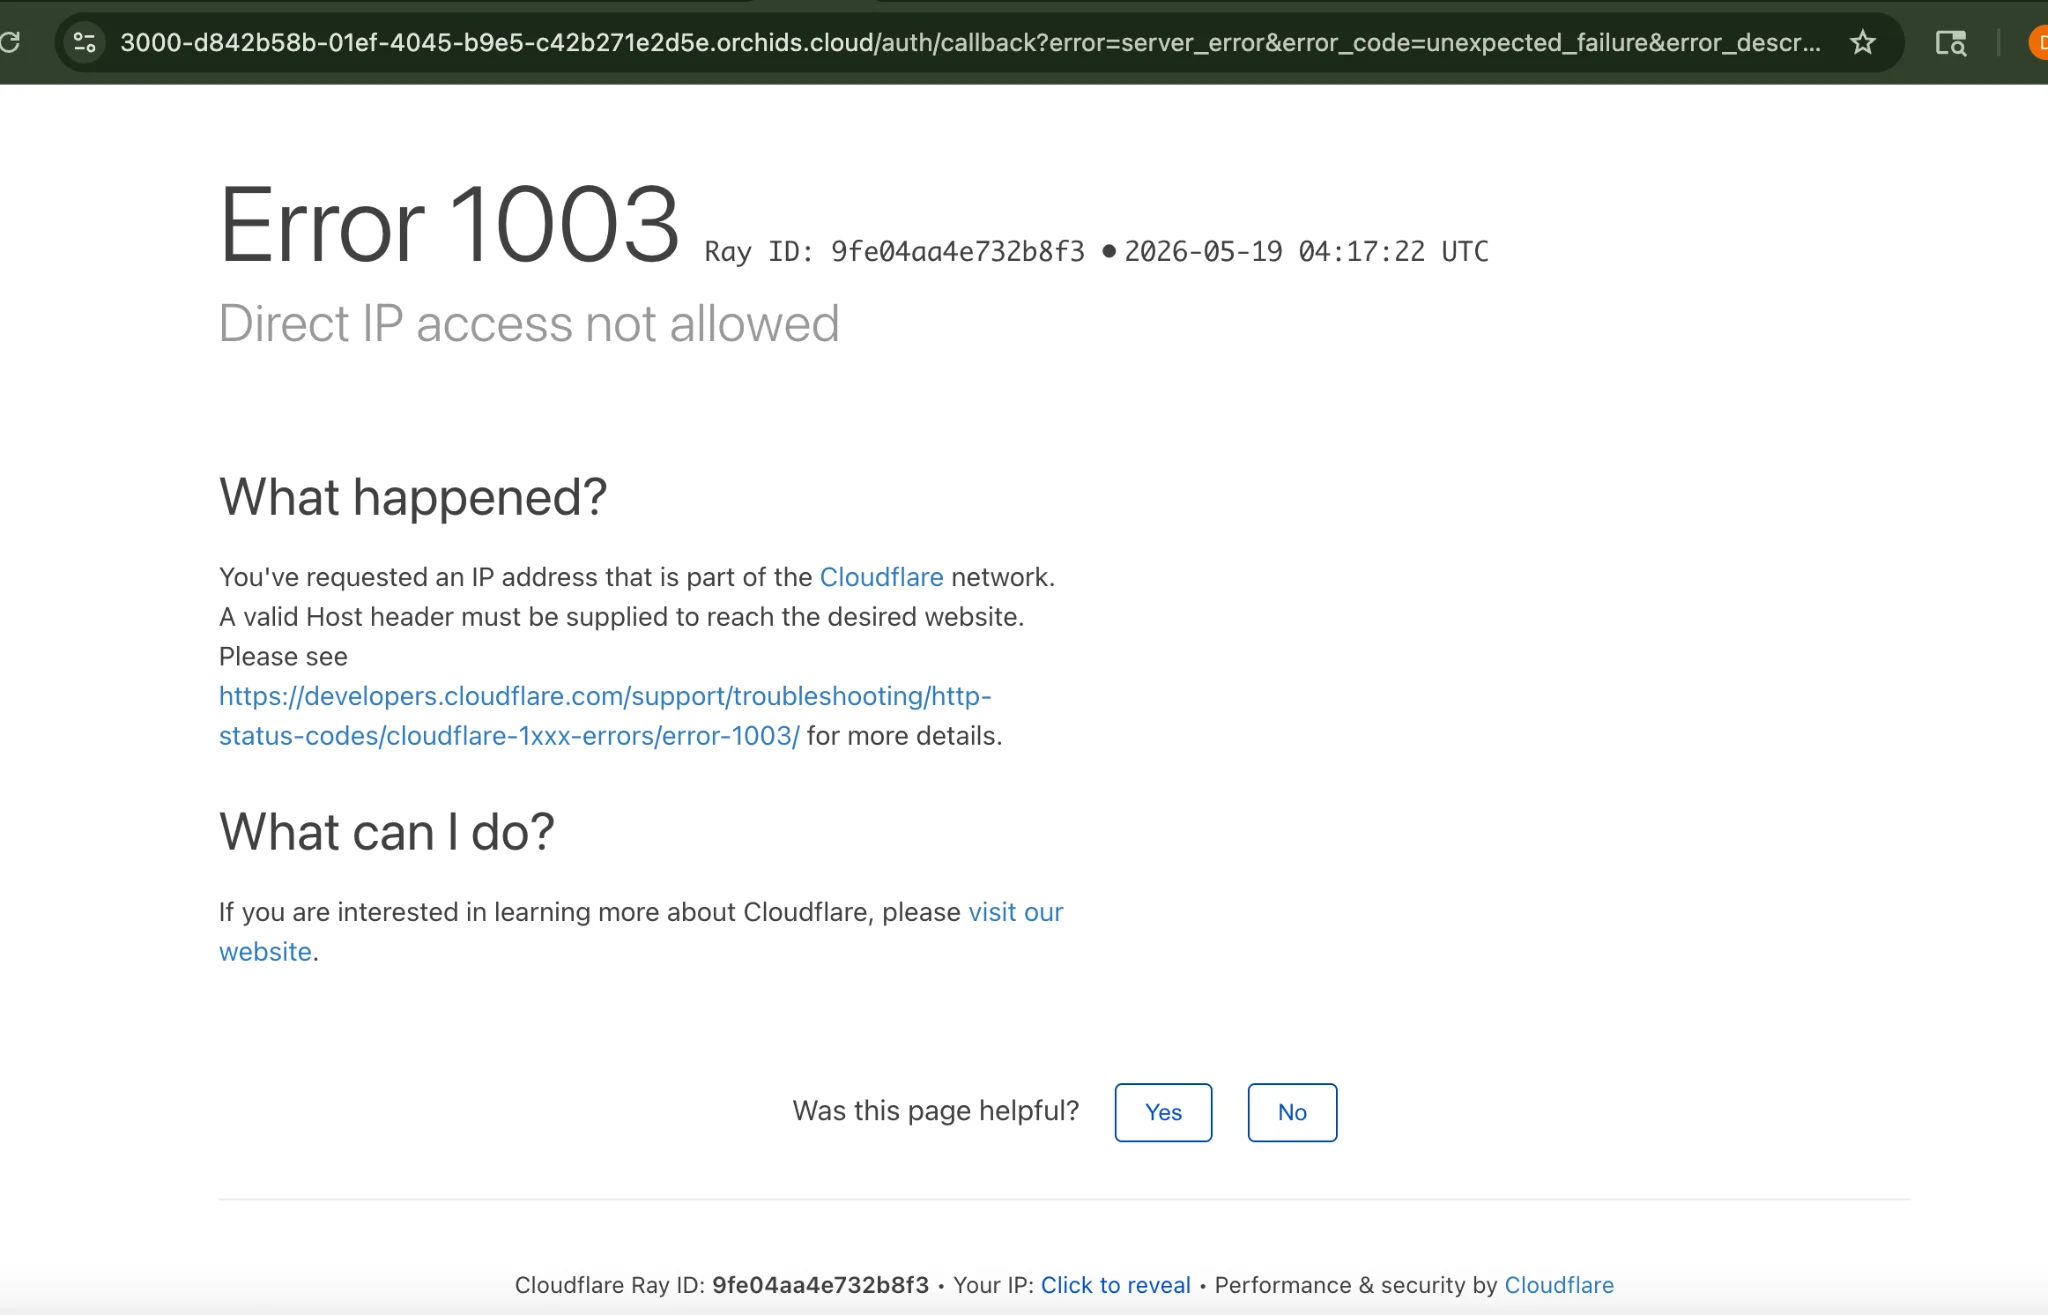 3000-d842b58b-01ef-4045-b9e5-c42b271e2d5e.orchids.cloud/auth/callback?error=server_error&error_code=unexpected_failure&error_descr...
Error 1003 Ray ID: 9fe04aa4e732b8f3 • 2026-05-19 04:17:22 UTC
Direct IP access not allowed
What happened?
You've requested an IP address that is part of the Cloudflare network.
A valid Host header must be supplied to reach the desired website.
Please see
https://developers.cloudflare.com/support/troubleshooting/http-
status-codes/cloudflare-1xxx-errors/error-1003/ for more details.
What can I do?
If you are interested in learning more about Cloudflare, please visit our
website.
Was this page helpful? Yes No
Cloudflare Ray ID: 9fe04aa4e732b8f3 • Your IP: Click to reveal • Performance & security by Cloudflare